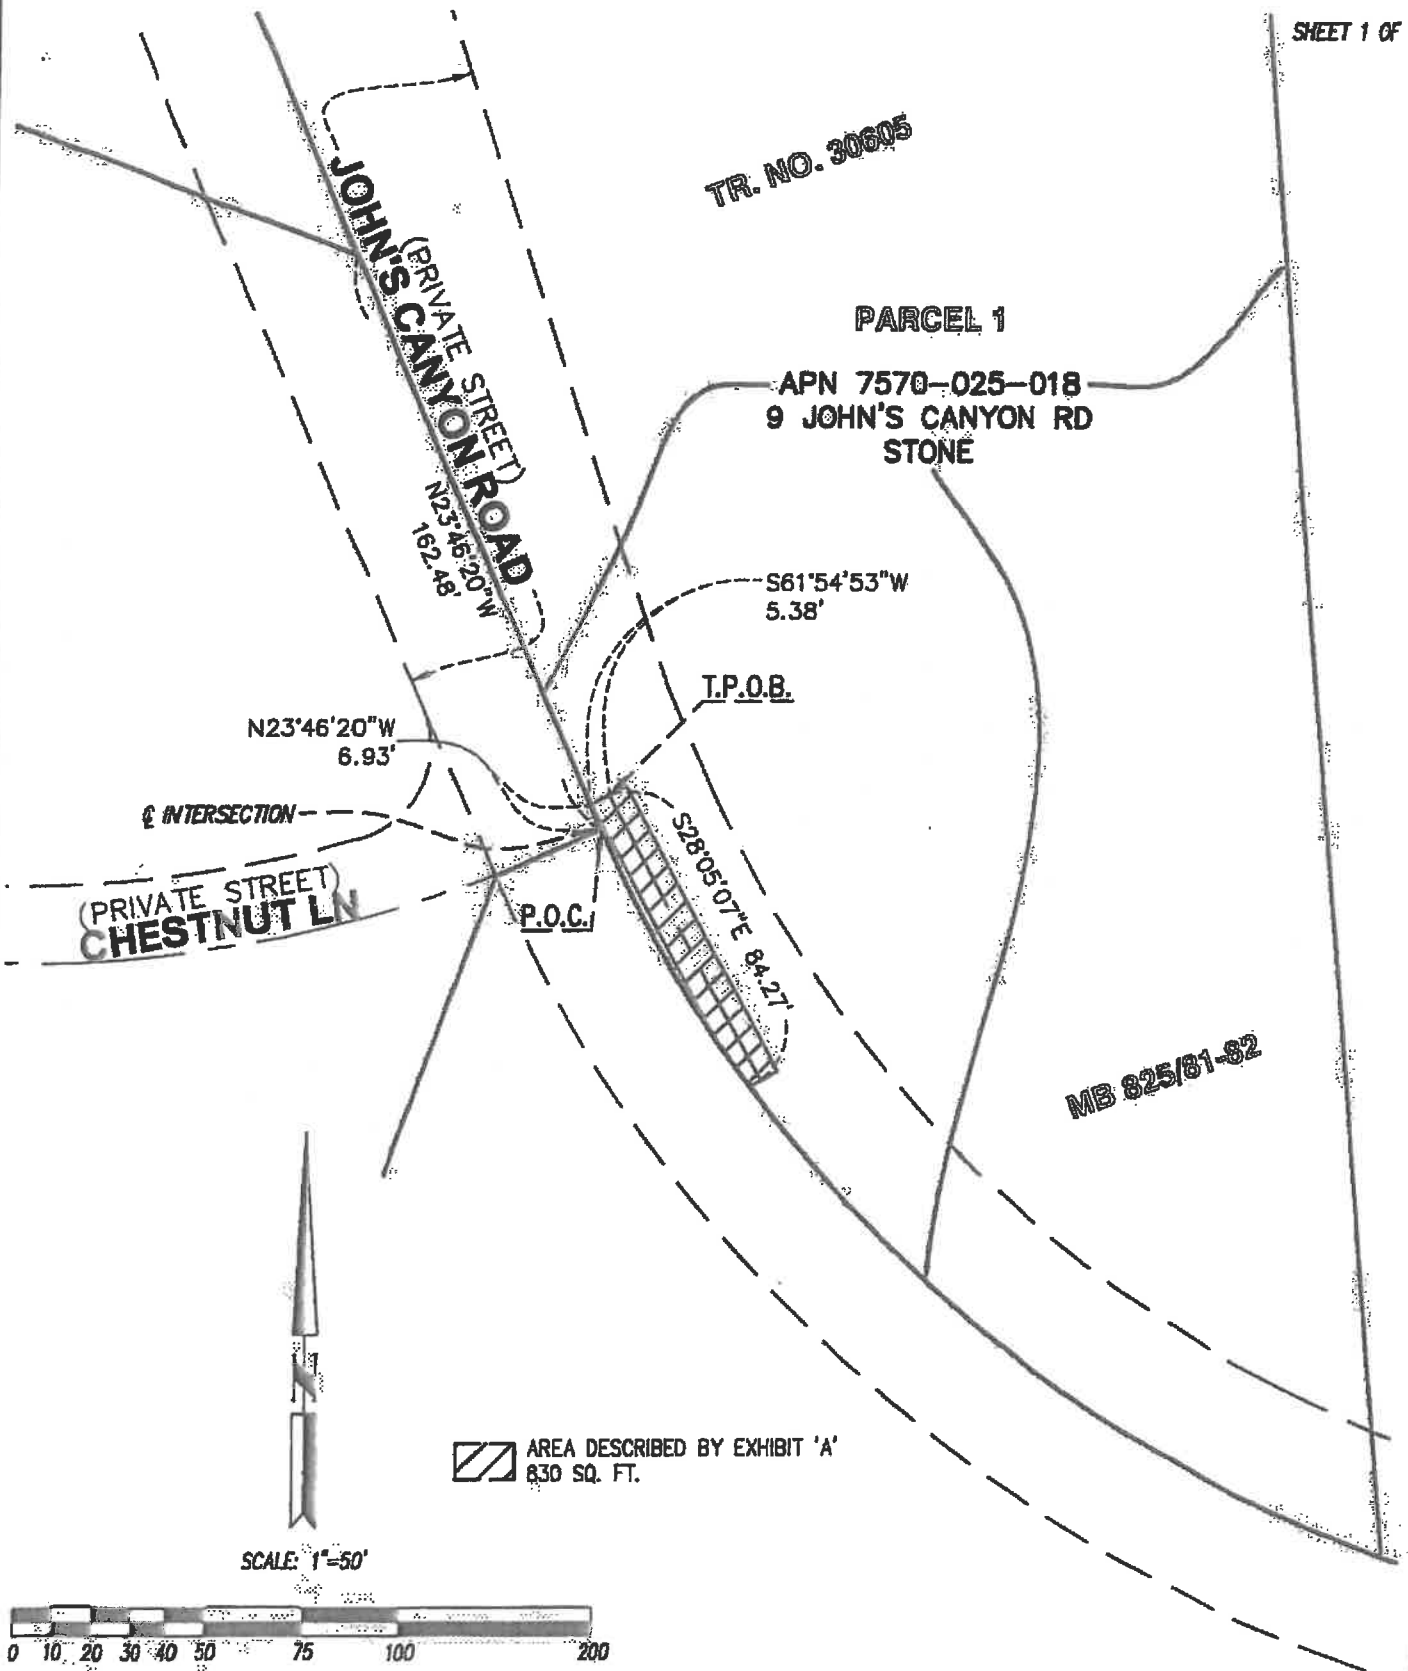 SHEET 1 OF
TR. NO. 30605
JOHN'S CANYON ROAD
(PRIVATE STREET)
N23°46'20"W
162.48'
PARCEL 1
APN 7570-025-018
9 JOHN'S CANYON RD
STONE
S61°54'53"W
5.38'
T.P.O.B.
N23°46'20"W
6.93'
℄ INTERSECTION
S28°05'07"E 84.27'
(PRIVATE STREET)
CHESTNUT LN
P.O.C.
MB 825/81-82
N
AREA DESCRIBED BY EXHIBIT 'A'
830 SQ. FT.
SCALE: 1"=50'
0 10 20 30 40 50 75 100 200